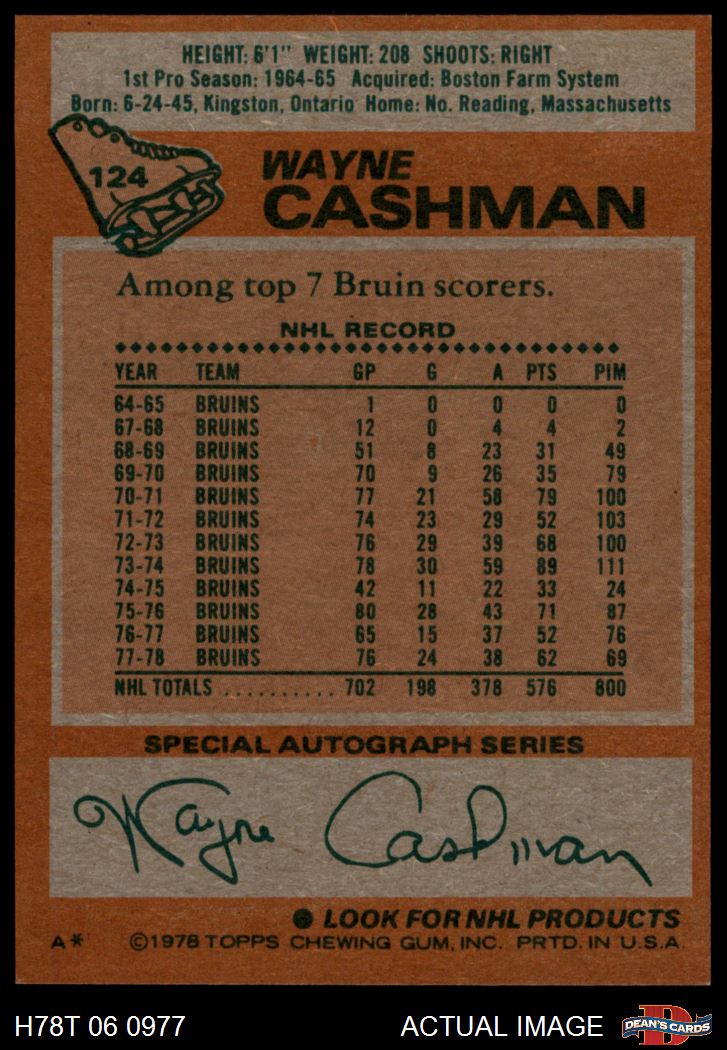 HEIGHT: 6'1" WEIGHT: 208 SHOOTS: RIGHT
1st Pro Season: 1964-65 Acquired: Boston Farm System
Born: 6-24-45, Kingston, Ontario Home: No. Reading, Massachusetts
124
WAYNE
CASHMAN
Among top 7 Bruin scorers.
NHL RECORD
YEAR TEAM GP G A PTS PIM
64-65 BRUINS 1 0 0 0 0
67-68 BRUINS 12 0 4 4 2
68-69 BRUINS 51 8 23 31 49
69-70 BRUINS 70 9 26 35 79
70-71 BRUINS 77 21 58 79 100
71-72 BRUINS 74 23 29 52 103
72-73 BRUINS 76 29 39 68 100
73-74 BRUINS 78 30 59 89 111
74-75 BRUINS 42 11 22 33 24
75-76 BRUINS 80 28 43 71 87
76-77 BRUINS 65 15 37 52 76
77-78 BRUINS 76 24 38 62 69
NHL TOTALS .......... 702 198 378 576 800
SPECIAL AUTOGRAPH SERIES
Wayne Cashman
● LOOK FOR NHL PRODUCTS
A* ©1978 TOPPS CHEWING GUM, INC. PRTD. IN U.S.A.
H78T 06 0977 ACTUAL IMAGE D DEAN'S CARDS